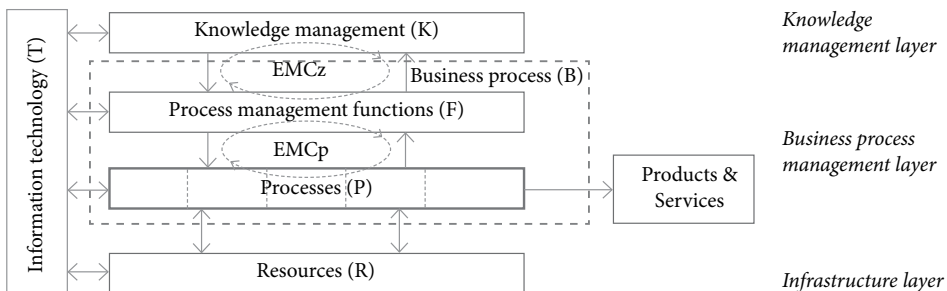 Information technology (T)
Knowledge management (K)
EMCz
Business process (B)
Process management functions (F)
EMCp
Processes (P)
Products &
Services
Resources (R)
Knowledge
management layer
Business process
management layer
Infrastructure layer